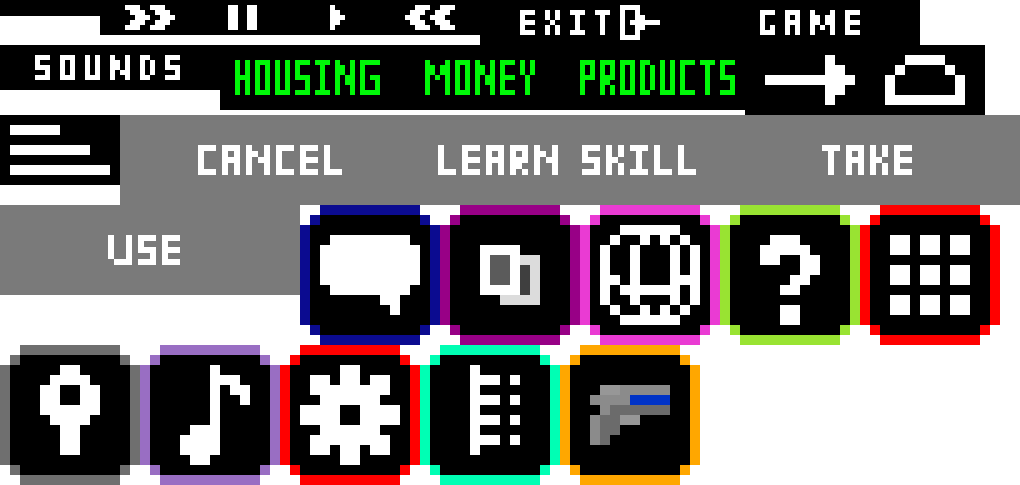 EXIT GAME
SOUNDS HOUSING MONEY PRODUCTS
CANCEL LEARN SKILL TAKE
USE ?